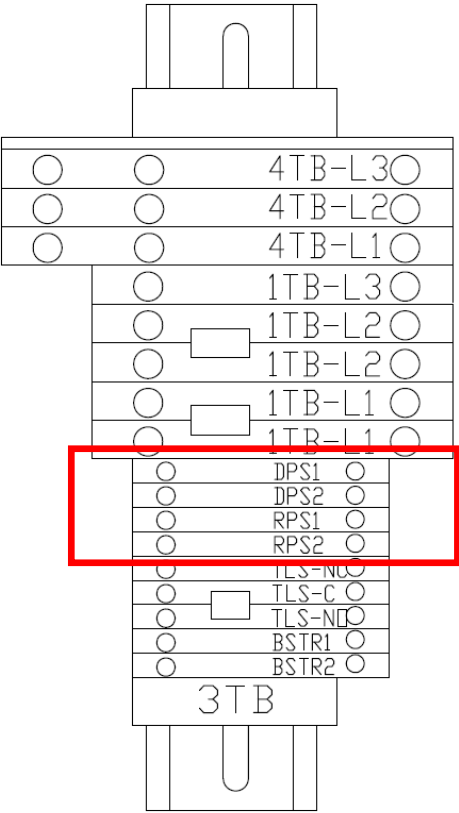 4TB-L3
4TB-L2
4TB-L1
1TB-L3
1TB-L2
1TB-L2
1TB-L1
1TB-L1
DPS1
DPS2
RPS1
RPS2
TLS-NC
TLS-C
TLS-NO
BSTR1
BSTR2
3TB